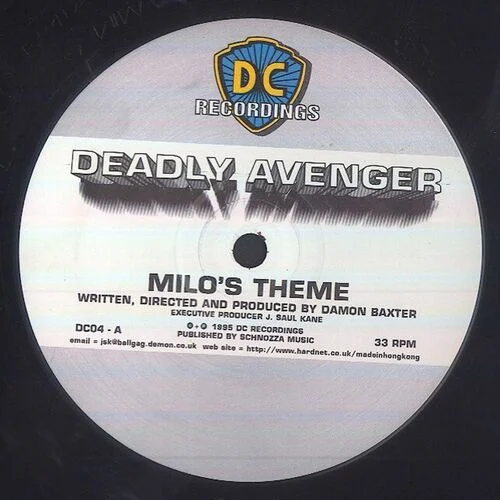 DC
RECORDINGS
DEADLY AVENGER
MILO'S THEME
WRITTEN, DIRECTED AND PRODUCED BY DAMON BAXTER
EXECUTIVE PRODUCER J. SAUL KANE
DC04 - A
℗ + © 1995 DC RECORDINGS
PUBLISHED BY SCHNOZZA MUSIC
33 RPM
email = jsk@ballgag.demon.co.uk web site = http://www.hardnet.co.uk/madeinhongkong